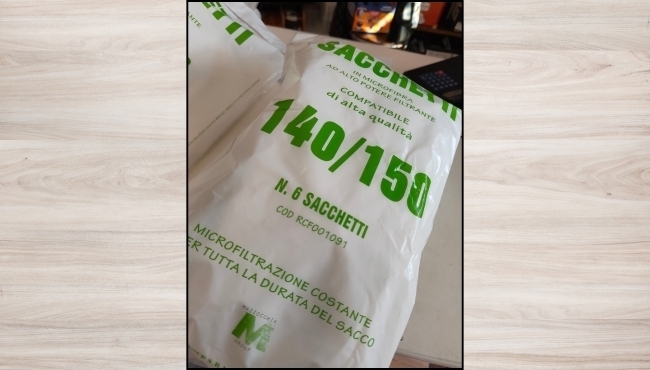 SACCHETTI
IN MICROFIBRA
AD ALTO POTERE FILTRANTE
COMPATIBILE
di alta qualità
140/150
N. 6 SACCHETTI
COD RCF001091
MICROFILTRAZIONE COSTANTE
PER TUTTA LA DURATA DEL SACCO
M